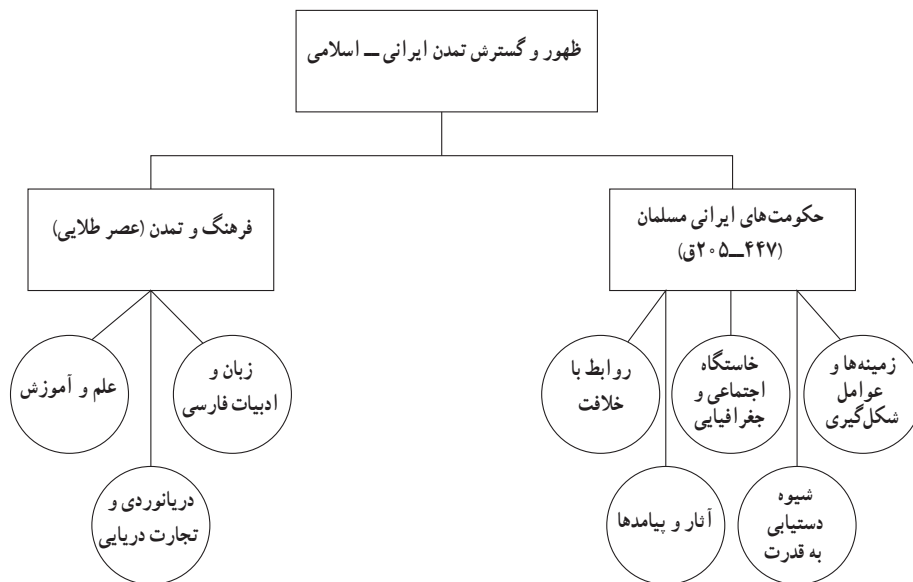 ظهور و گسترش تمدن ایرانی ــ اسلامی
حکومت‌های ایرانی مسلمان
(۴۴۷ــ۲۰۵ق)
فرهنگ و تمدن (عصر طلایی)
زمینه‌ها و
عوامل
شکل‌گیری
خاستگاه
اجتماعی و
جغرافیایی
روابط با
خلافت
شیوه
دستیابی
به قدرت
آثار و پیامدها
زبان و
ادبیات فارسی
علم و آموزش
دریانوردی و
تجارت دریایی